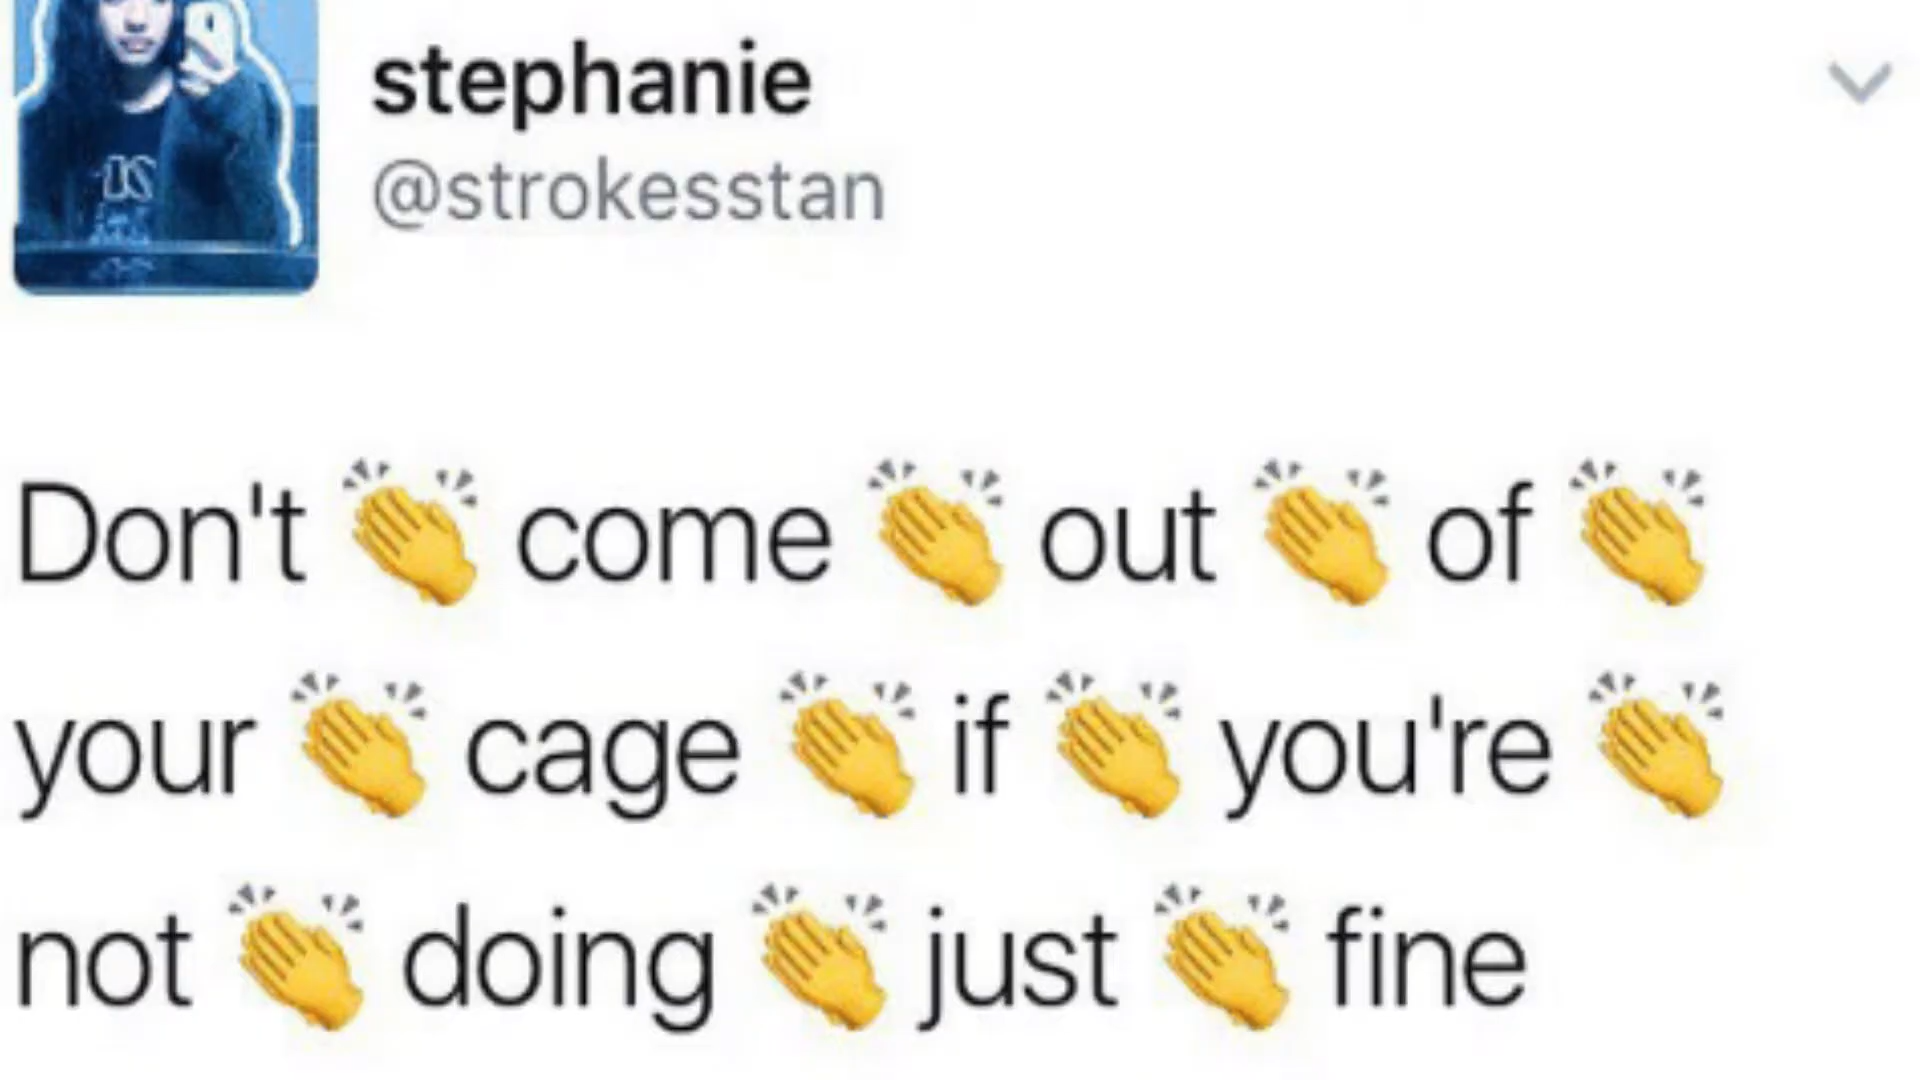 stephanie
@strokesstan
Don't 👏 come 👏 out 👏 of 👏
your 👏 cage 👏 if 👏 you're 👏
not 👏 doing 👏 just 👏 fine